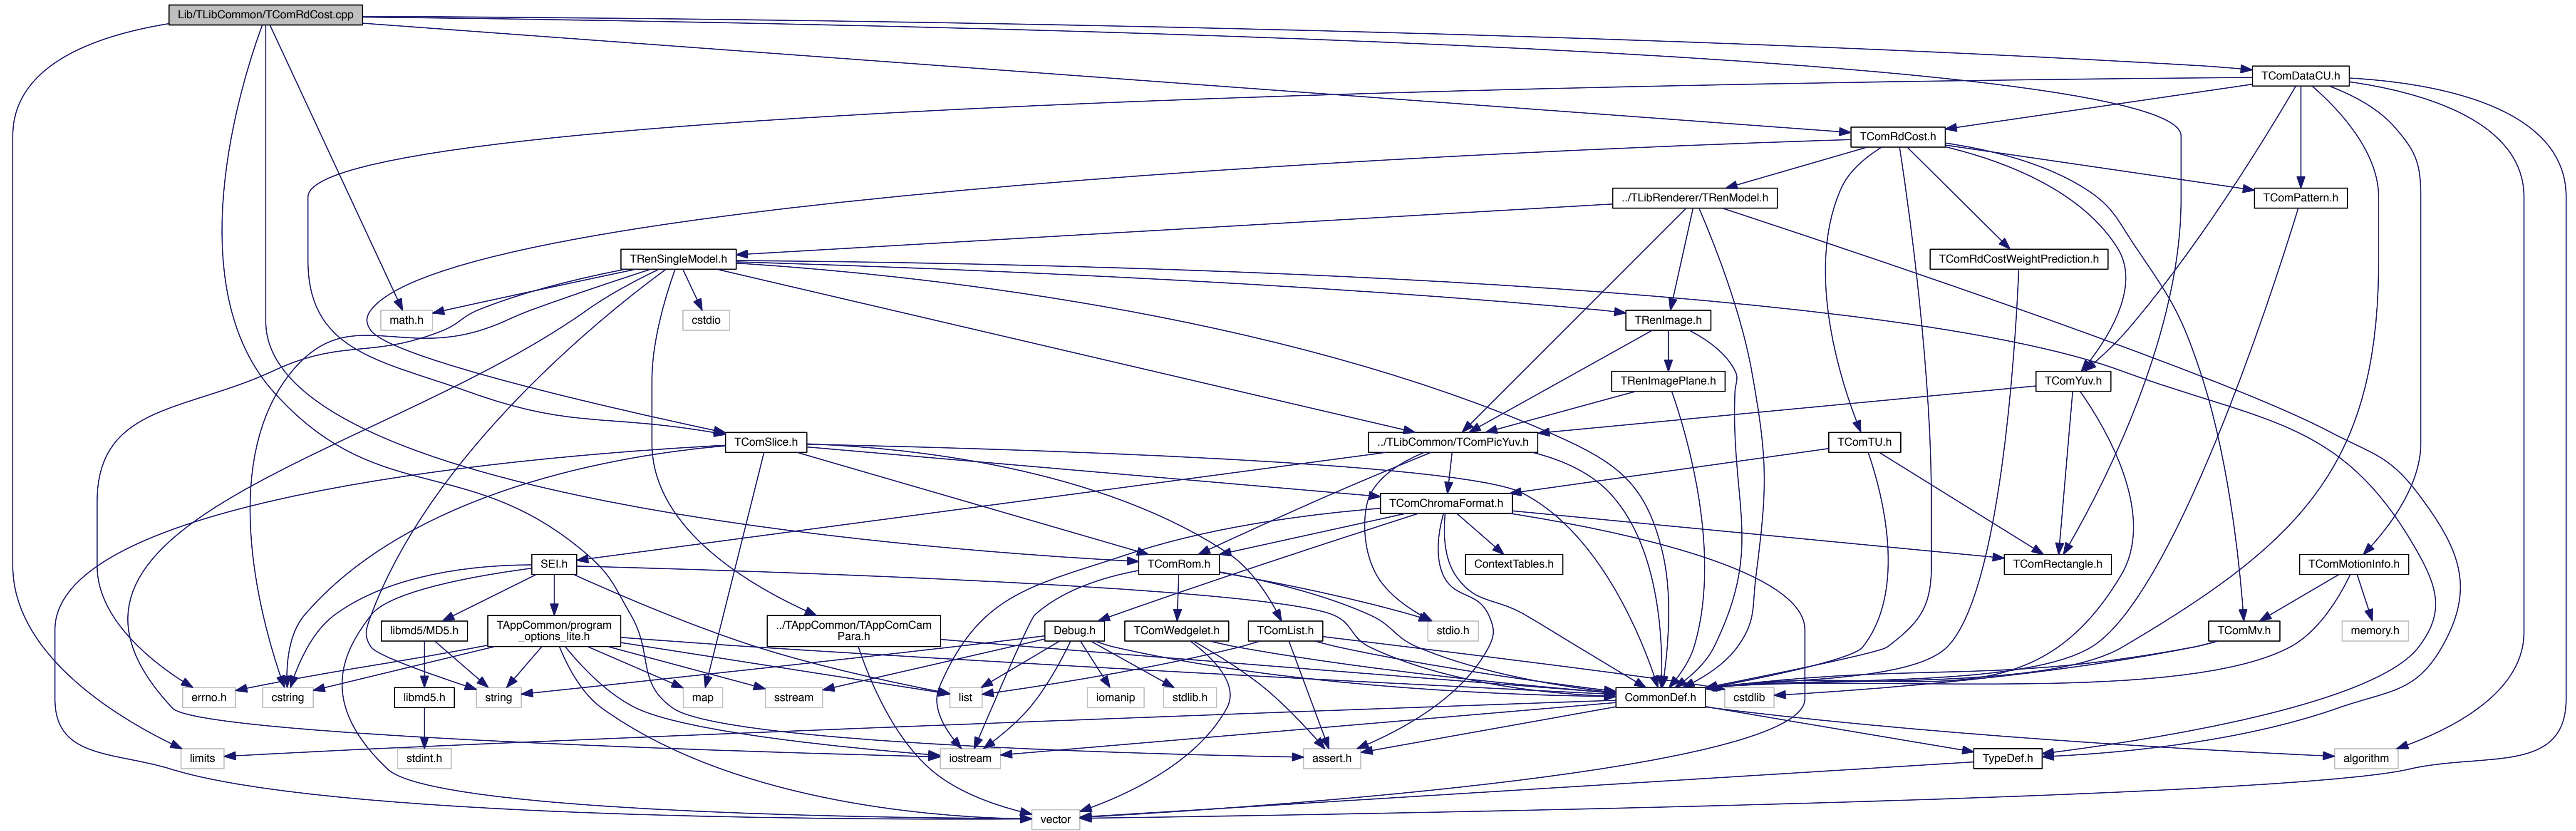 Lib/TLibCommon/TComRdCost.cpp
TComDataCU.h
TComRdCost.h
../TLibRenderer/TRenModel.h
TComPattern.h
TRenSingleModel.h
TComRdCostWeightPrediction.h
math.h
cstdio
TRenImage.h
TRenImagePlane.h
TComYuv.h
TComSlice.h
../TLibCommon/TComPicYuv.h
TComTU.h
TComChromaFormat.h
SEI.h
TComRom.h
ContextTables.h
TComRectangle.h
TComMotionInfo.h
libmd5/MD5.h
TAppCommon/program
_options_lite.h
../TAppCommon/TAppComCam
Para.h
Debug.h
TComWedgelet.h
TComList.h
stdio.h
TComMv.h
memory.h
errno.h
cstring
libmd5.h
string
map
sstream
list
iomanip
stdlib.h
CommonDef.h
cstdlib
limits
stdint.h
iostream
assert.h
TypeDef.h
algorithm
vector